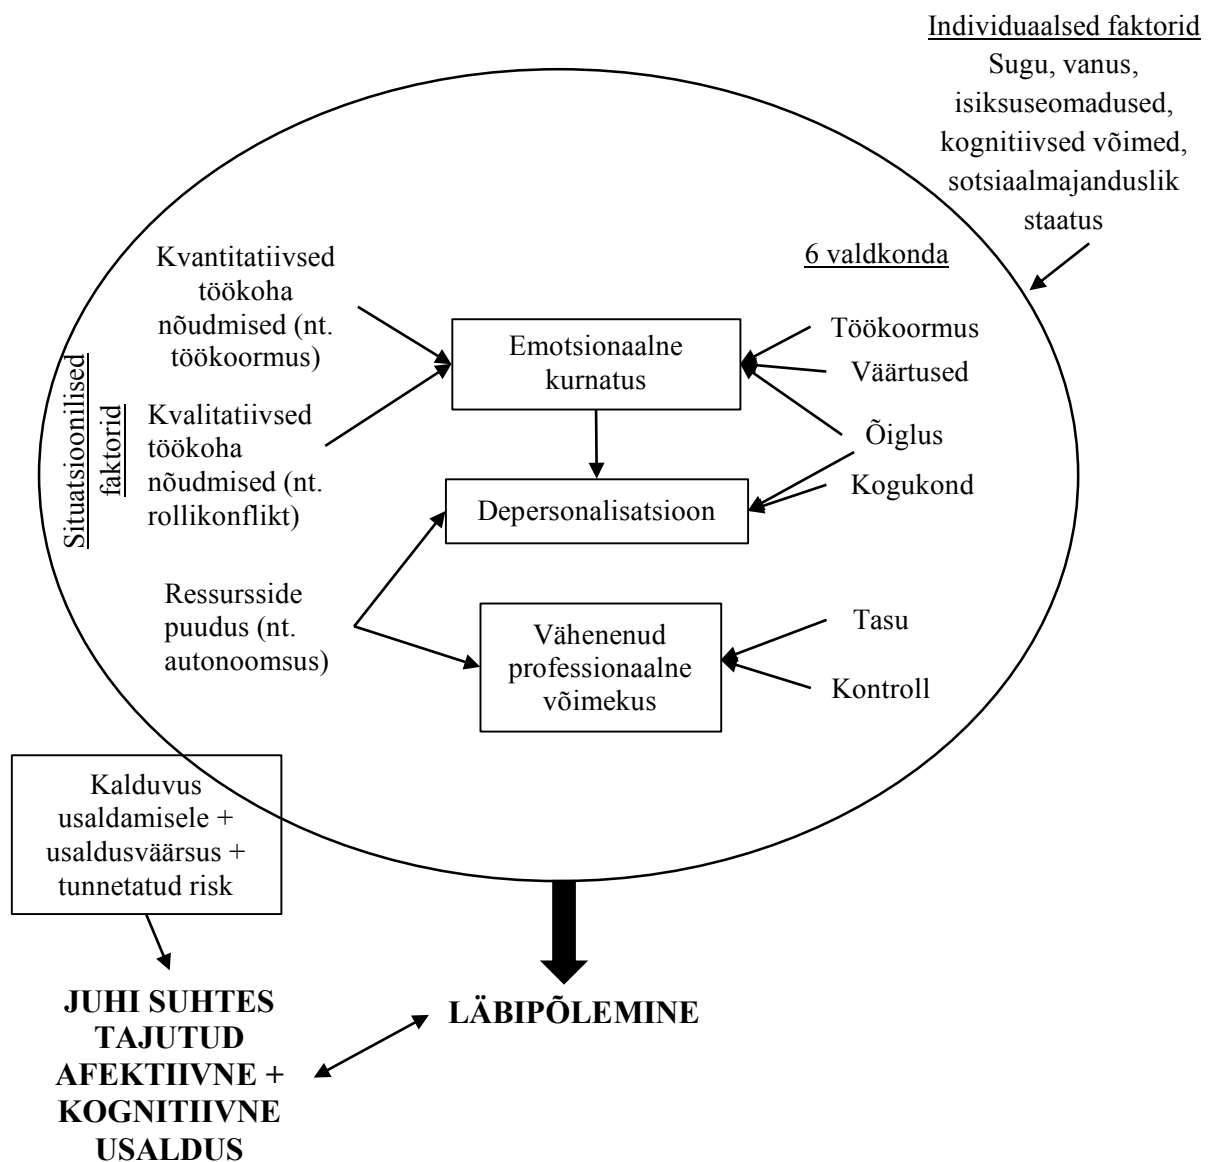 Individuaalsed faktorid
Sugu, vanus,
isiksuseomadused,
kognitiivsed võimed,
sotsiaalmajanduslik
staatus
6 valdkonda
Situatsioonilised
faktorid
Kvantitatiivsed
töökoha
nõudmised (nt.
töökoormus)
Kvalitatiivsed
töökoha
nõudmised (nt.
rollikonflikt)
Ressursside
puudus (nt.
autonoomsus)
Emotsionaalne
kurnatus
Depersonalisatsioon
Vähenenud
professionaalne
võimekus
Töökoormus
Väärtused
Õiglus
Kogukond
Tasu
Kontroll
Kalduvus
usaldamisele +
usaldusväärsus +
tunnetatud risk
JUHI SUHTES
TAJUTUD
AFEKTIIVNE +
KOGNITIIVNE
USALDUS
LÄBIPÕLEMINE